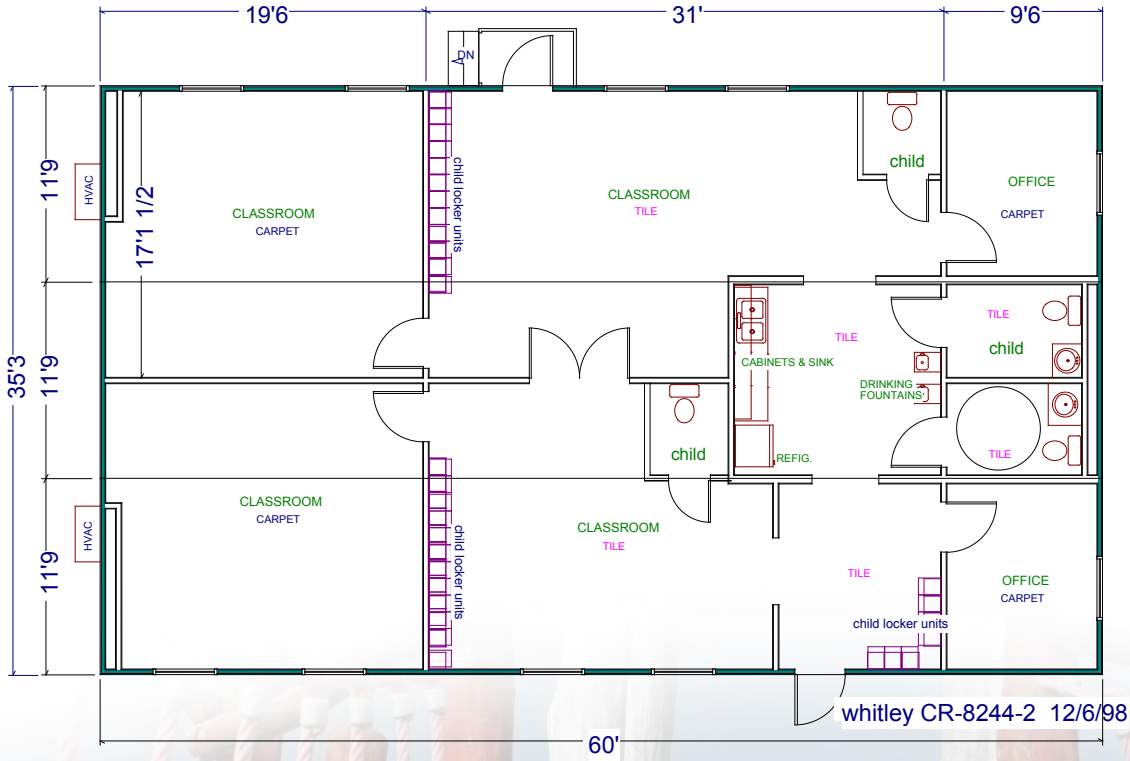 19'6
31'
9'6
DN
11'9
HVAC
17'1 1/2
child locker units
CLASSROOM
CARPET
CLASSROOM
TILE
child
OFFICE
CARPET
35'3
11'9
CABINETS & SINK
TILE
DRINKING
FOUNTAINS
TILE
child
REFIG.
TILE
child
11'9
HVAC
CLASSROOM
CARPET
child locker units
CLASSROOM
TILE
TILE
child locker units
OFFICE
CARPET
whitley CR-8244-2 12/6/98
60'